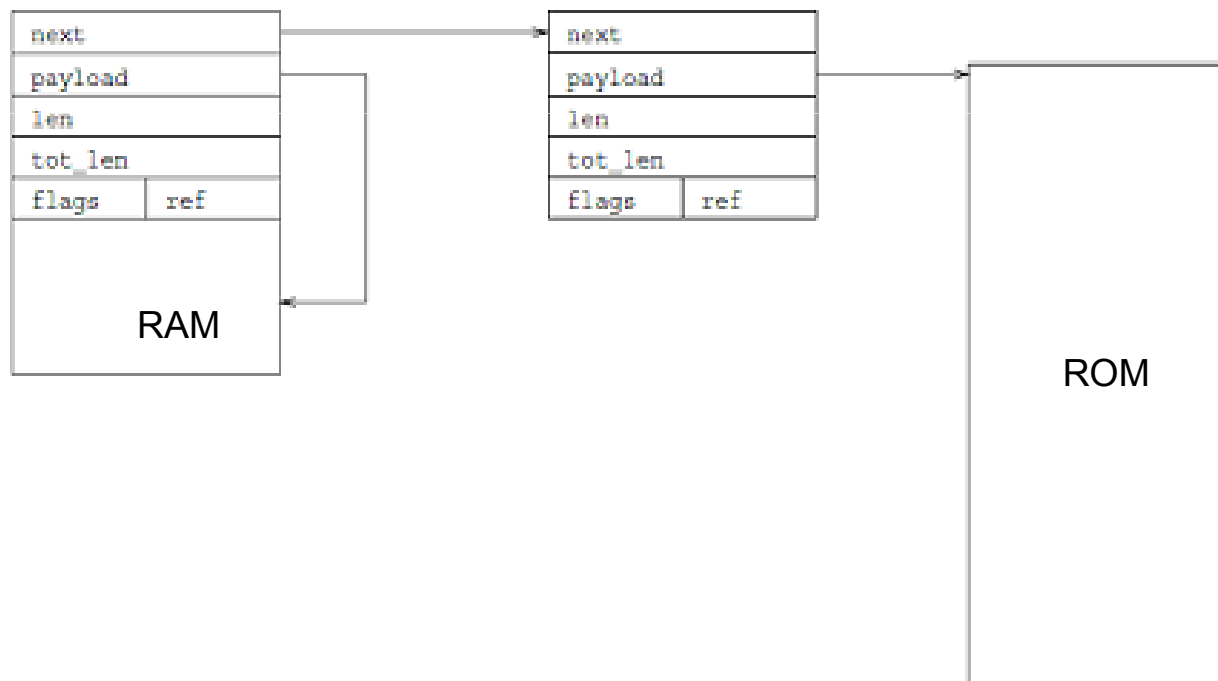 next
payload
len
tot_len
flags ref
RAM
next
payload
len
tot_len
flags ref
ROM